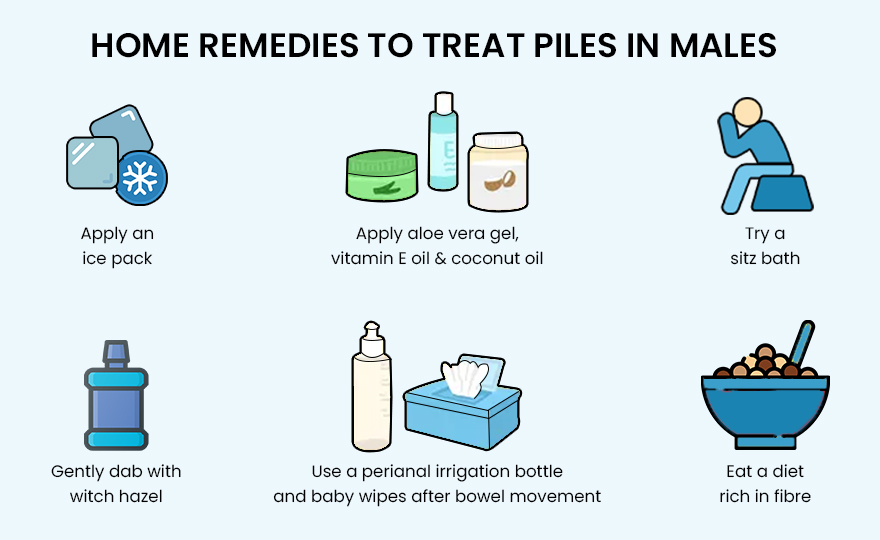 HOME REMEDIES TO TREAT PILES IN MALES
Apply an
ice pack
E
Apply aloe vera gel,
vitamin E oil & coconut oil
Try a
sitz bath
Gently dab with
witch hazel
Use a perianal irrigation bottle
and baby wipes after bowel movement
Eat a diet
rich in fibre